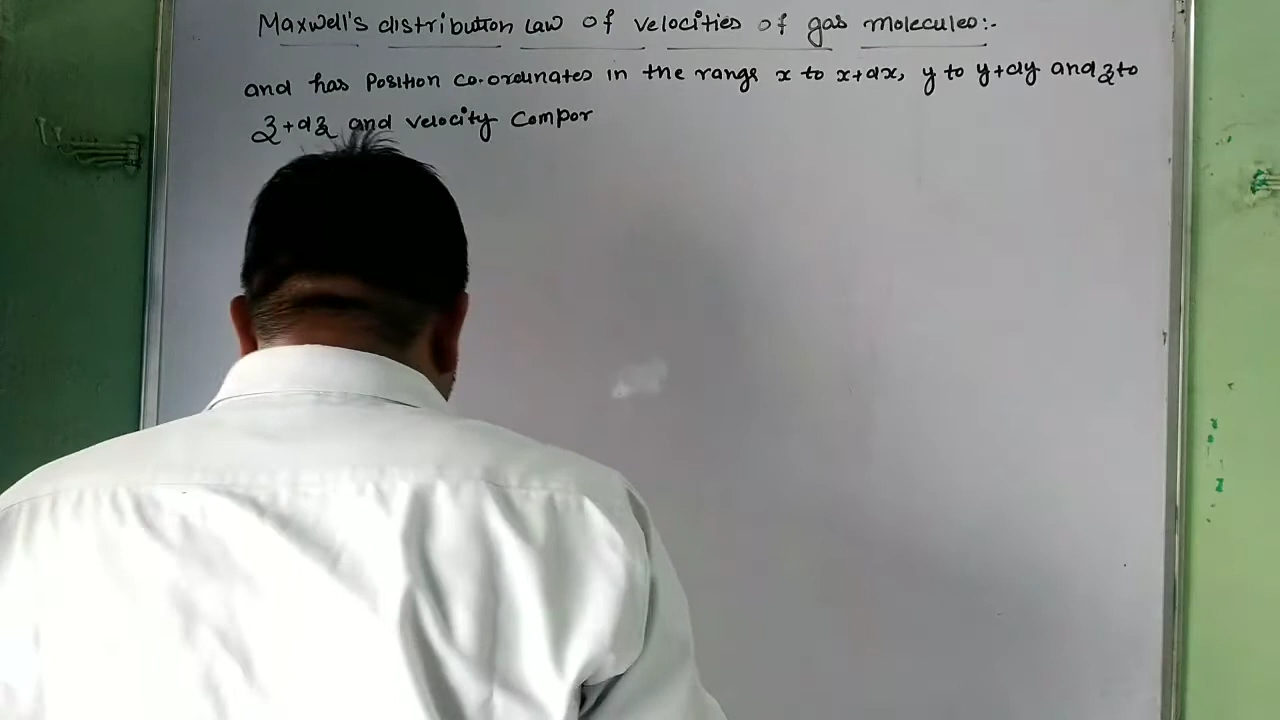 Maxwell's distribution law of velocities of gas molecules:-
and has position co-ordinates in the range x to x+dx, y to y+dy and z to
z+dz and velocity compor